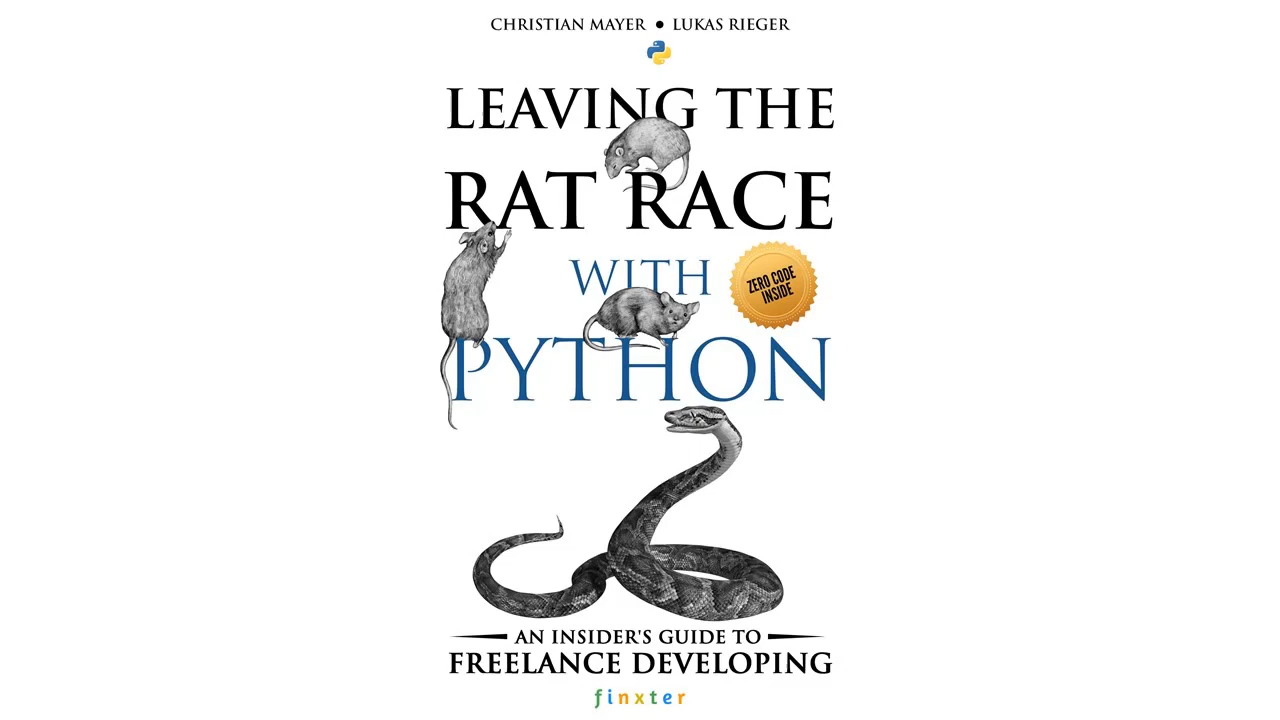 CHRISTIAN MAYER ● LUKAS RIEGER
LEAVING THE
RAT RACE
WITH
ZERO CODE
INSIDE
PYTHON
AN INSIDER'S GUIDE TO
FREELANCE DEVELOPING
finxter